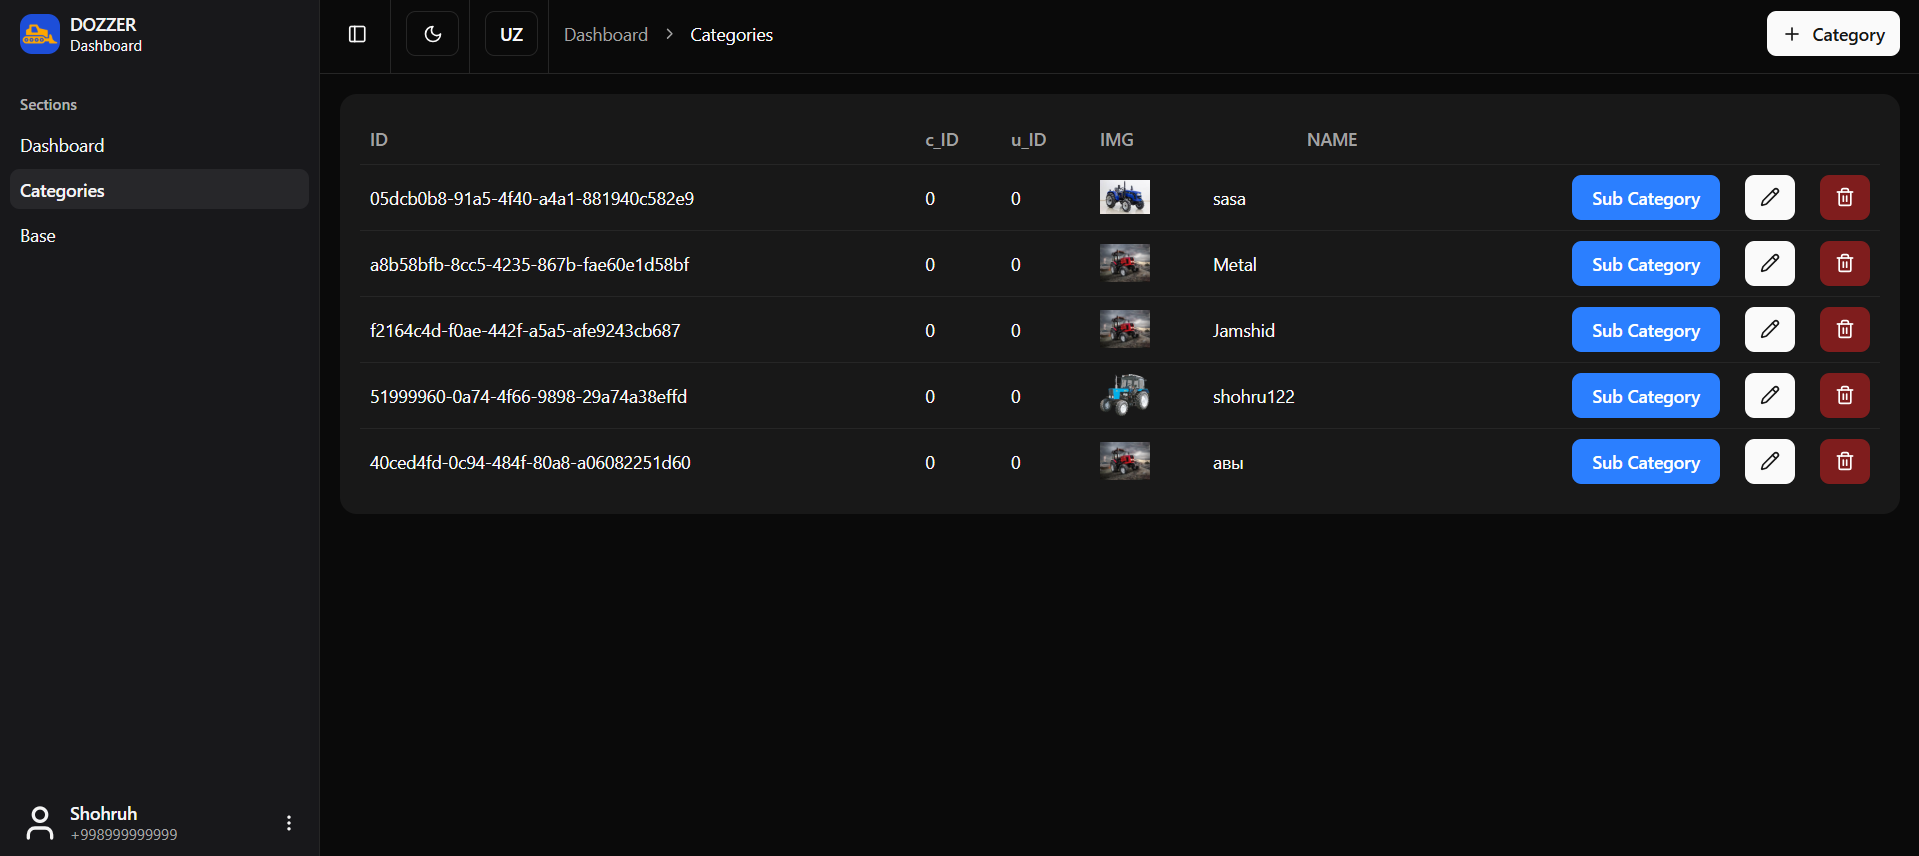 DOZZER
Dashboard
Sections
Dashboard
Categories
Base
Shohruh
+998999999999
UZ
Dashboard > Categories
+ Category
ID c_ID u_ID IMG NAME
05dcb0b8-91a5-4f40-a4a1-881940c582e9 0 0 sasa Sub Category
a8b58bfb-8cc5-4235-867b-fae60e1d58bf 0 0 Metal Sub Category
f2164c4d-f0ae-442f-a5a5-afe9243cb687 0 0 Jamshid Sub Category
51999960-0a74-4f66-9898-29a74a38effd 0 0 shohru122 Sub Category
40ced4fd-0c94-484f-80a8-a06082251d60 0 0 авы Sub Category